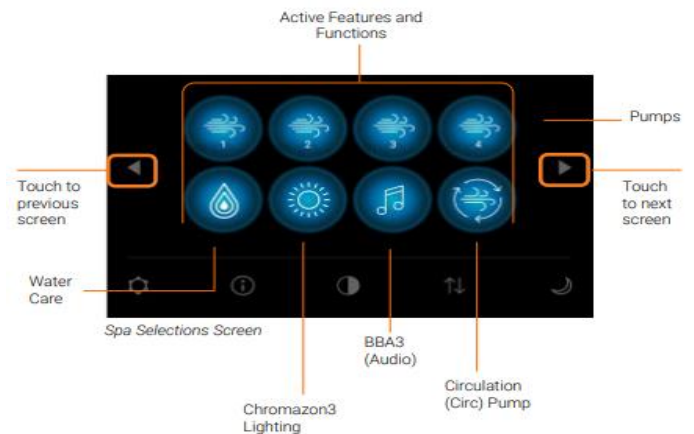 Active Features and
Functions
1
2
3
4
Pumps
Touch to
previous
screen
Touch
to next
screen
Water
Care
Spa Selections Screen
BBA3
(Audio)
Circulation
(Circ) Pump
Chromazon3
Lighting